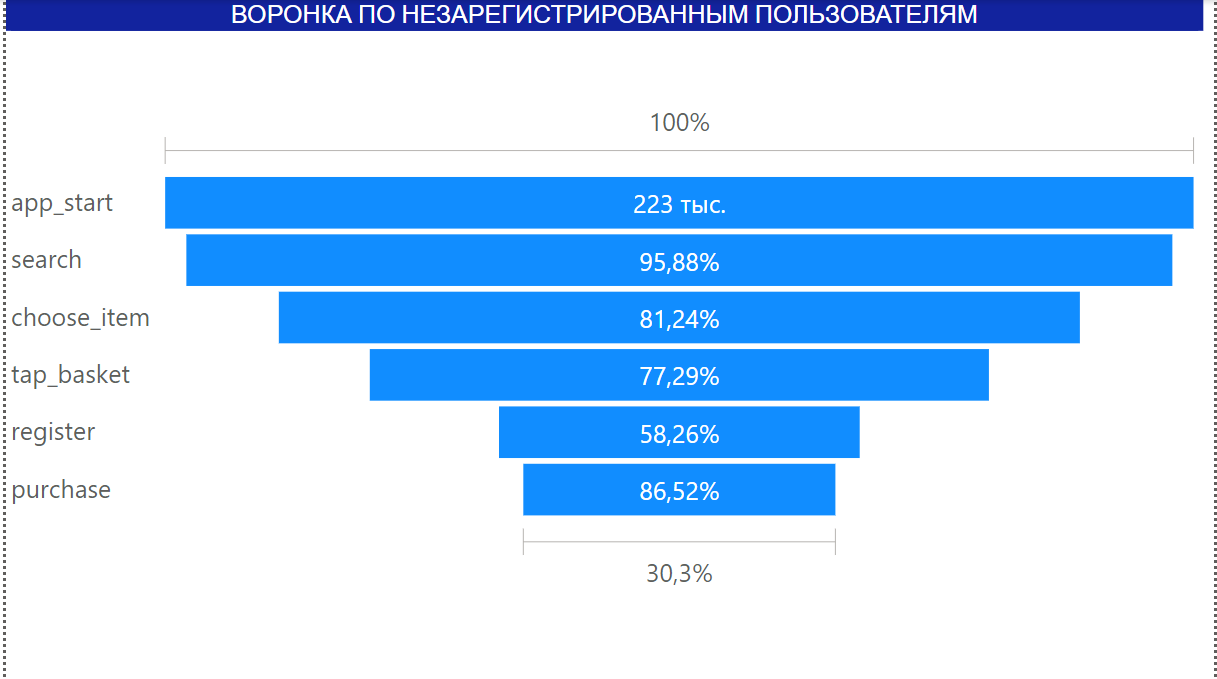 ВОРОНКА ПО НЕЗАРЕГИСТРИРОВАННЫМ ПОЛЬЗОВАТЕЛЯМ
100%
app_start 223 тыс.
search 95,88%
choose_item 81,24%
tap_basket 77,29%
register 58,26%
purchase 86,52%
30,3%